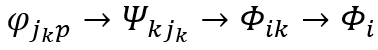 φ_{j_k p} → Ψ_{k j_k} → Φ_{ik} → Φ_i